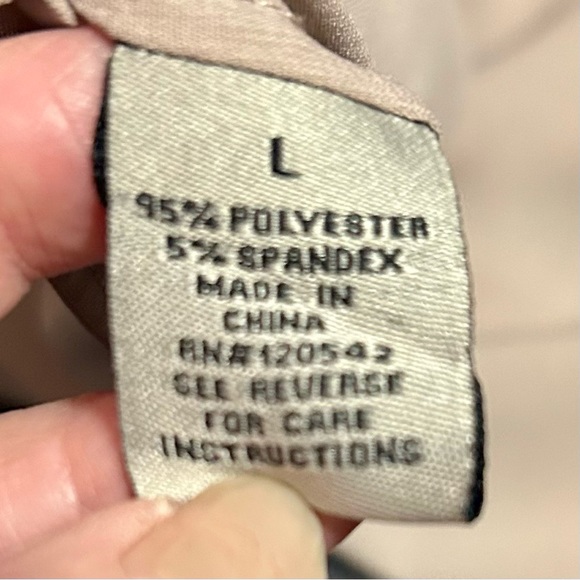 L
95% POLYESTER
5% SPANDEX
MADE IN
CHINA
RN#120542
SEE REVERSE
FOR CARE
INSTRUCTIONS